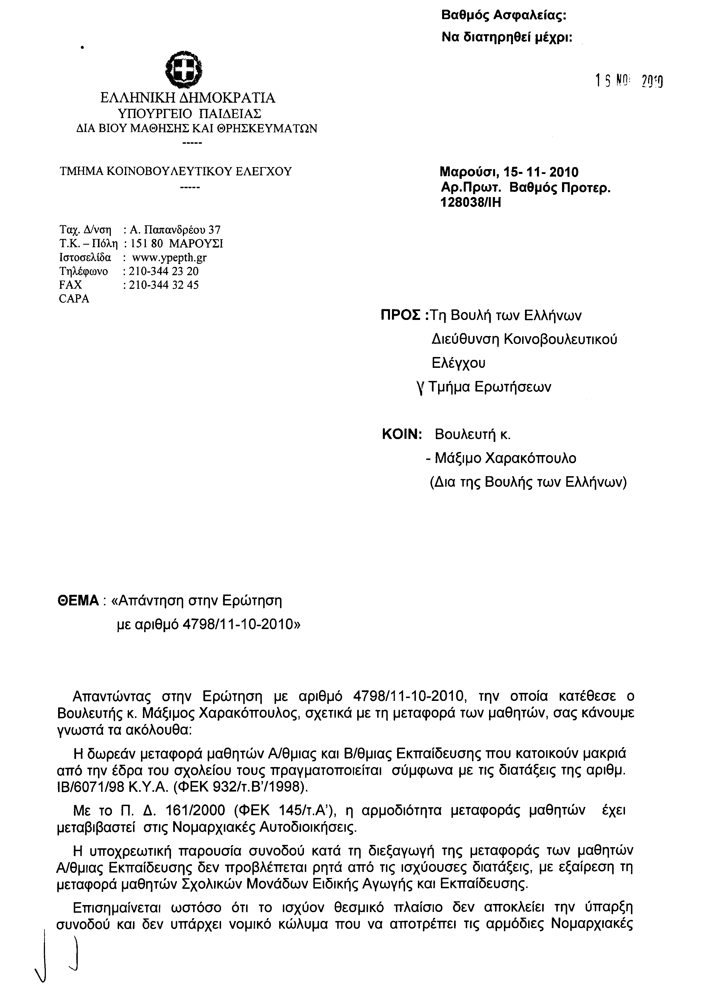 Βαθμός Ασφαλείας:
Να διατηρηθεί μέχρι:
2010
ΕΛΛΗΝΙΚΗ ΔΗΜΟΚΡΑΤΙΑ
ΥΠΟΥΡΓΕΙΟ ΠΑΙΔΕΙΑΣ
ΔΙΑ ΒΙΟΥ ΜΑΘΗΣΗΣ ΚΑΙ ΘΡΗΣΚΕΥΜΑΤΩΝ
-----
ΤΜΗΜΑ ΚΟΙΝΟΒΟΥΛΕΥΤΙΚΟΥ ΕΛΕΓΧΟΥ
-----
Μαρούσι, 15- 11- 2010
Αρ.Πρωτ. Βαθμός Προτερ.
128038/ΙΗ
Ταχ. Δ/νση : Α. Παπανδρέου 37
Τ.Κ. – Πόλη : 151 80 ΜΑΡΟΥΣΙ
Ιστοσελίδα : www.ypepth.gr
Τηλέφωνο : 210-344 23 20
FAX : 210-344 32 45
CAPA
ΠΡΟΣ :Τη Βουλή των Ελλήνων
Διεύθυνση Κοινοβουλευτικού
Ελέγχου
Τμήμα Ερωτήσεων
ΚΟΙΝ: Βουλευτή κ.
- Μάξιμο Χαρακόπουλο
(Δια της Βουλής των Ελλήνων)
ΘΕΜΑ : «Απάντηση στην Ερώτηση
με αριθμό 4798/11-10-2010»
Απαντώντας στην Ερώτηση με αριθμό 4798/11-10-2010, την οποία κατέθεσε ο
Βουλευτής κ. Μάξιμος Χαρακόπουλος, σχετικά με τη μεταφορά των μαθητών, σας κάνουμε
γνωστά τα ακόλουθα:
Η δωρεάν μεταφορά μαθητών Α/θμιας και Β/θμιας Εκπαίδευσης που κατοικούν μακριά
από την έδρα του σχολείου τους πραγματοποιείται σύμφωνα με τις διατάξεις της αριθμ.
ΙΒ/6071/98 Κ.Υ.Α. (ΦΕΚ 932/τ.Β’/1998).
Με το Π. Δ. 161/2000 (ΦΕΚ 145/τ.Α’), η αρμοδιότητα μεταφοράς μαθητών έχει
μεταβιβαστεί στις Νομαρχιακές Αυτοδιοικήσεις.
Η υποχρεωτική παρουσία συνοδού κατά τη διεξαγωγή της μεταφοράς των μαθητών
Α/θμιας Εκπαίδευσης δεν προβλέπεται ρητά από τις ισχύουσες διατάξεις, με εξαίρεση τη
μεταφορά μαθητών Σχολικών Μονάδων Ειδικής Αγωγής και Εκπαίδευσης.
Επισημαίνεται ωστόσο ότι το ισχύον θεσμικό πλαίσιο δεν αποκλείει την ύπαρξη
συνοδού και δεν υπάρχει νομικό κώλυμα που να αποτρέπει τις αρμόδιες Νομαρχιακές